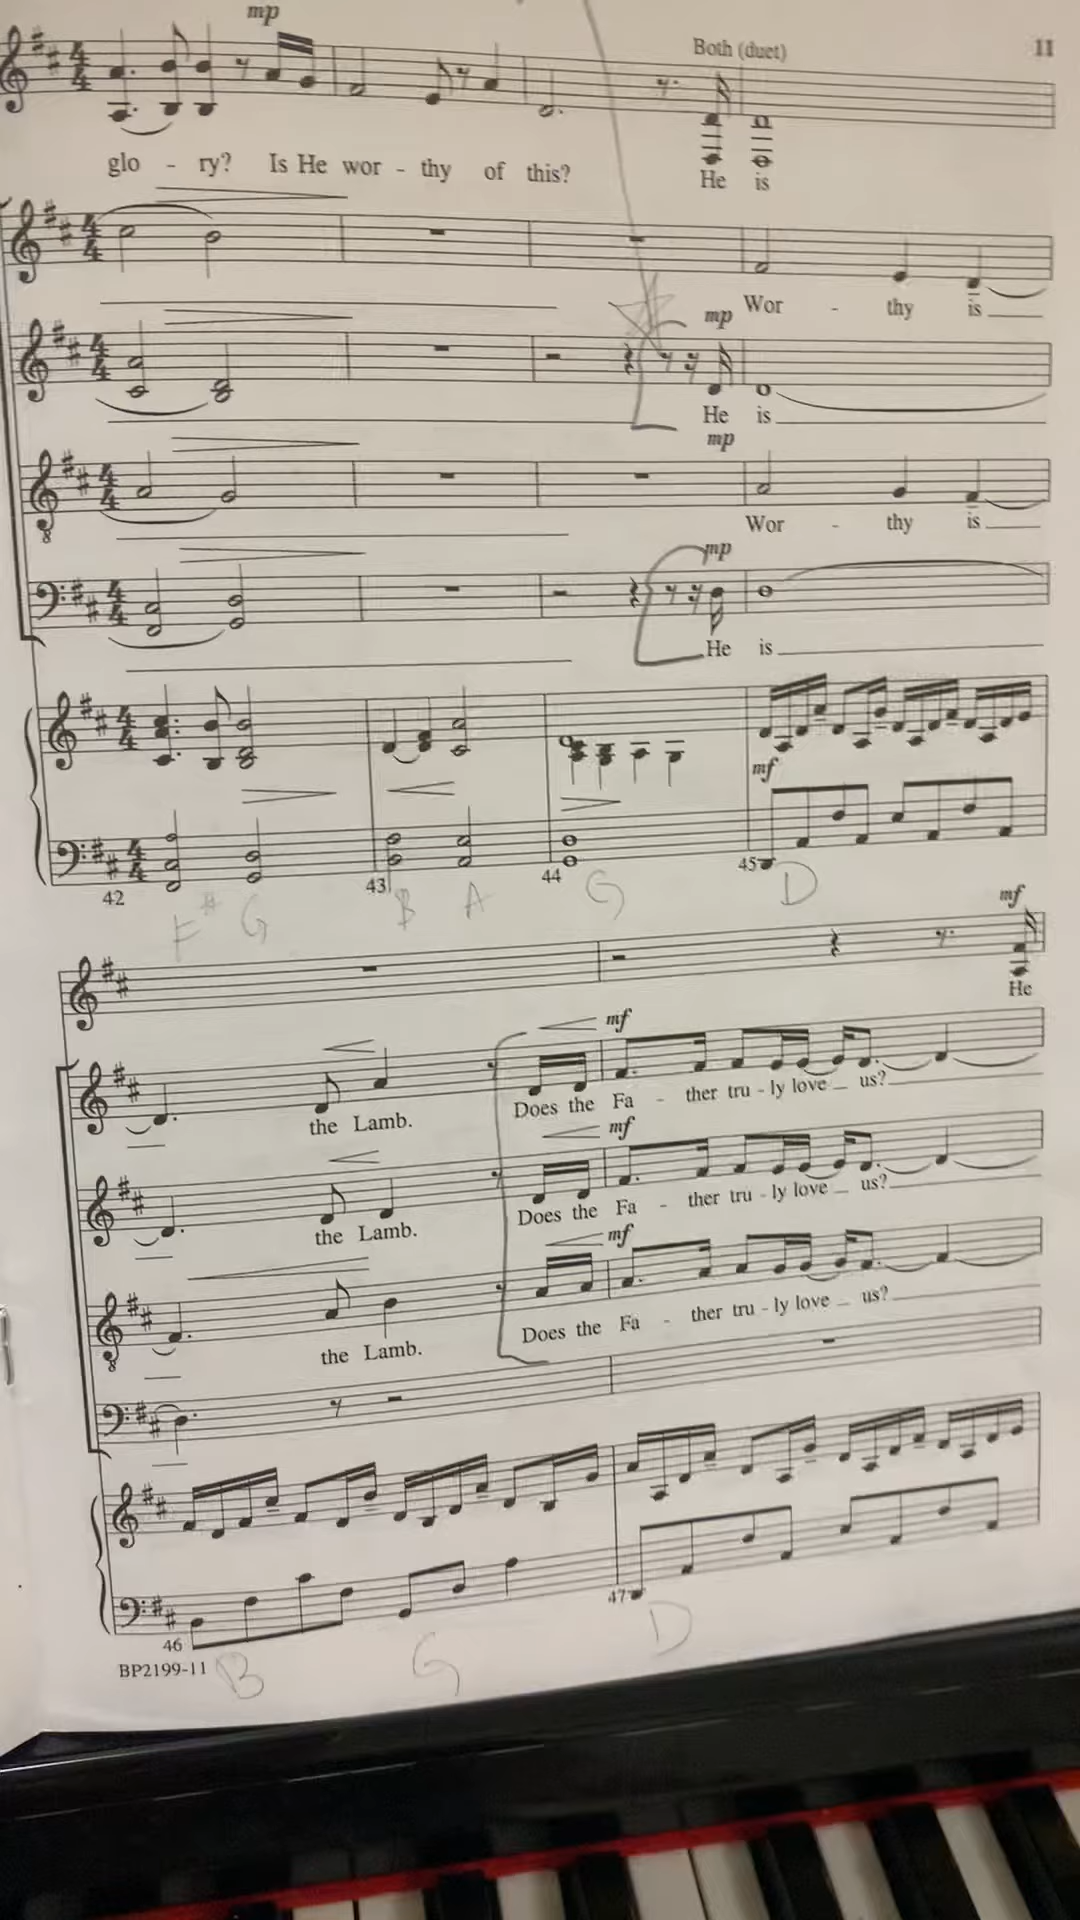 mp
Both (duet)
11
glo - ry? Is He wor - thy of this? He is
Wor - thy is
mp
He is
mp
Wor - thy is
mp
He is
mf
42 43 44 45
F# G B A G D
mf
He
mf
the Lamb. Does the Fa - ther tru - ly love us?
mf
the Lamb. Does the Fa - ther tru - ly love us?
mf
the Lamb. Does the Fa - ther tru - ly love us?
46 47
BP2199-11
B G D